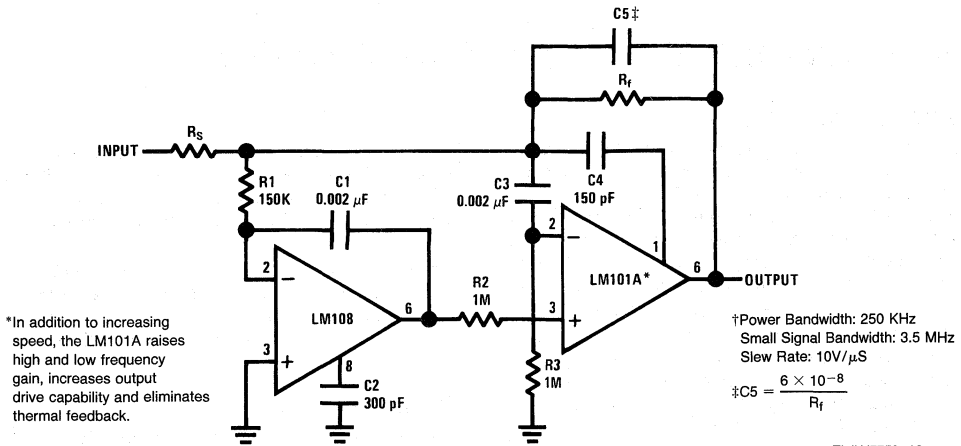 C5‡
Rf
INPUT
RS
R1
150K
C1
0.002 μF
C3
0.002 μF
C4
150 pF
2
−
LM108
6
3
+
8
C2
300 pF
R2
1M
2
−
1
LM101A*
6
OUTPUT
3
+
R3
1M
*In addition to increasing
speed, the LM101A raises
high and low frequency
gain, increases output
drive capability and eliminates
thermal feedback.
†Power Bandwidth: 250 KHz
Small Signal Bandwidth: 3.5 MHz
Slew Rate: 10V/μS
‡C5 = 6 × 10−8
Rf